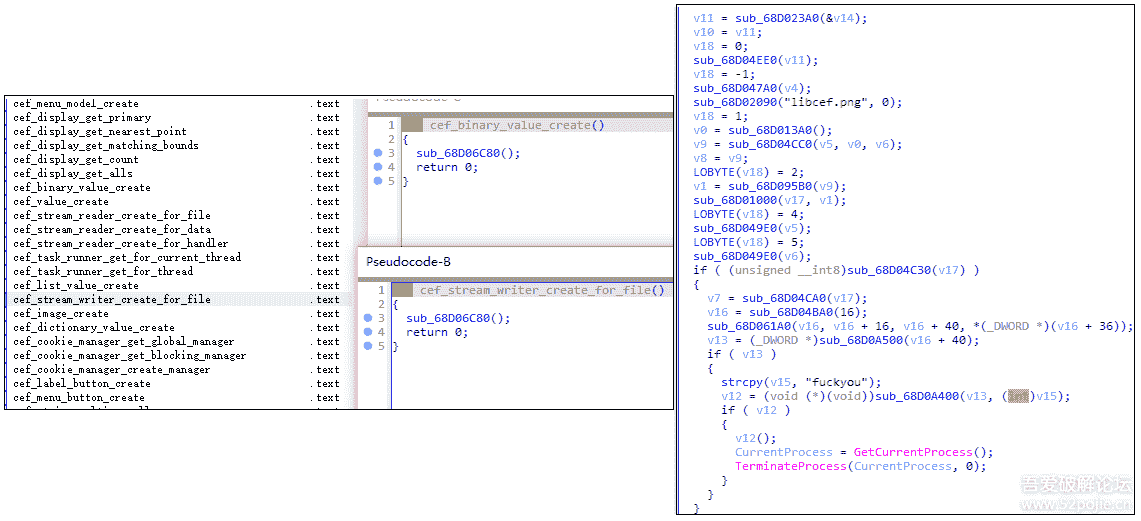 cef_menu_model_create .text
cef_display_get_primary .text
cef_display_get_nearest_point .text
cef_display_get_matching_bounds .text
cef_display_get_count .text
cef_display_get_alls .text
cef_binary_value_create .text
cef_value_create .text
cef_stream_reader_create_for_file .text
cef_stream_reader_create_for_data .text
cef_stream_reader_create_for_handler .text
cef_task_runner_get_for_current_thread .text
cef_task_runner_get_for_thread .text
cef_list_value_create .text
cef_stream_writer_create_for_file .text
cef_image_create .text
cef_dictionary_value_create .text
cef_cookie_manager_get_global_manager .text
cef_cookie_manager_get_blocking_manager .text
cef_cookie_manager_create_manager .text
cef_label_button_create .text
cef_menu_button_create .text
1 cef_binary_value_create()
2 {
3 sub_68D06C80();
4 return 0;
5 }
Pseudocode-B
1 cef_stream_writer_create_for_file()
2 {
3 sub_68D06C80();
4 return 0;
5 }
v11 = sub_68D023A0(&v14);
v10 = v11;
v18 = 0;
sub_68D04EE0(v11);
v18 = -1;
sub_68D047A0(v4);
sub_68D02090("libcef.png", 0);
v18 = 1;
v0 = sub_68D013A0();
v9 = sub_68D04CC0(v5, v0, v6);
v8 = v9;
LOBYTE(v18) = 2;
v1 = sub_68D095B0(v9);
sub_68D01000(v17, v1);
LOBYTE(v18) = 4;
sub_68D049E0(v5);
LOBYTE(v18) = 5;
sub_68D049E0(v6);
if ( (unsigned __int8)sub_68D04C30(v17) )
{
v7 = sub_68D04CA0(v17);
v16 = sub_68D04BA0(16);
sub_68D061A0(v16, v16 + 16, v16 + 40, *(_DWORD *)(v16 + 36));
v13 = (_DWORD *)sub_68D0A500(v16 + 40);
if ( v13 )
{
strcpy(v15, "fuckyou");
v12 = (void (*)(void))sub_68D0A400(v13, (int)v15);
if ( v12 )
{
v12();
CurrentProcess = GetCurrentProcess();
TerminateProcess(CurrentProcess, 0);
}
}
}
吾爱破解论坛
www.52pojie.cn